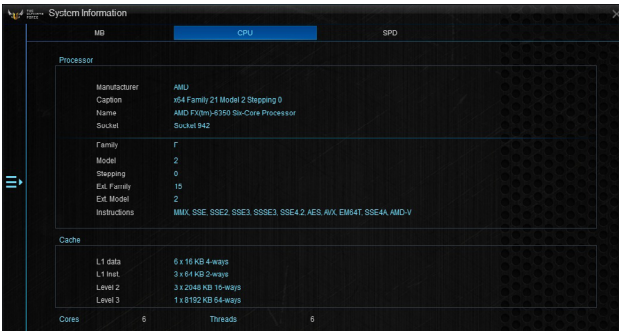 THE ULTIMATE FORCE System Information
MB CPU SPD
Processor
Manufacturer AMD
Caption x64 Family 21 Model 2 Stepping 0
Name AMD FX(tm)-6350 Six-Core Processor
Socket Socket 942
Family F
Model 2
Stepping 0
Ext. Family 15
Ext. Model 2
Instructions MMX, SSE, SSE2, SSE3, SSSE3, SSE4.2, AES, AVX, EM64T, SSE4A, AMD-V
Cache
L1 data 6 x 16 KB 4-ways
L1 Inst. 3 x 64 KB 2-ways
Level 2 3 x 2048 KB 16-ways
Level 3 1 x 8192 KB 64-ways
Cores 6 Threads 6